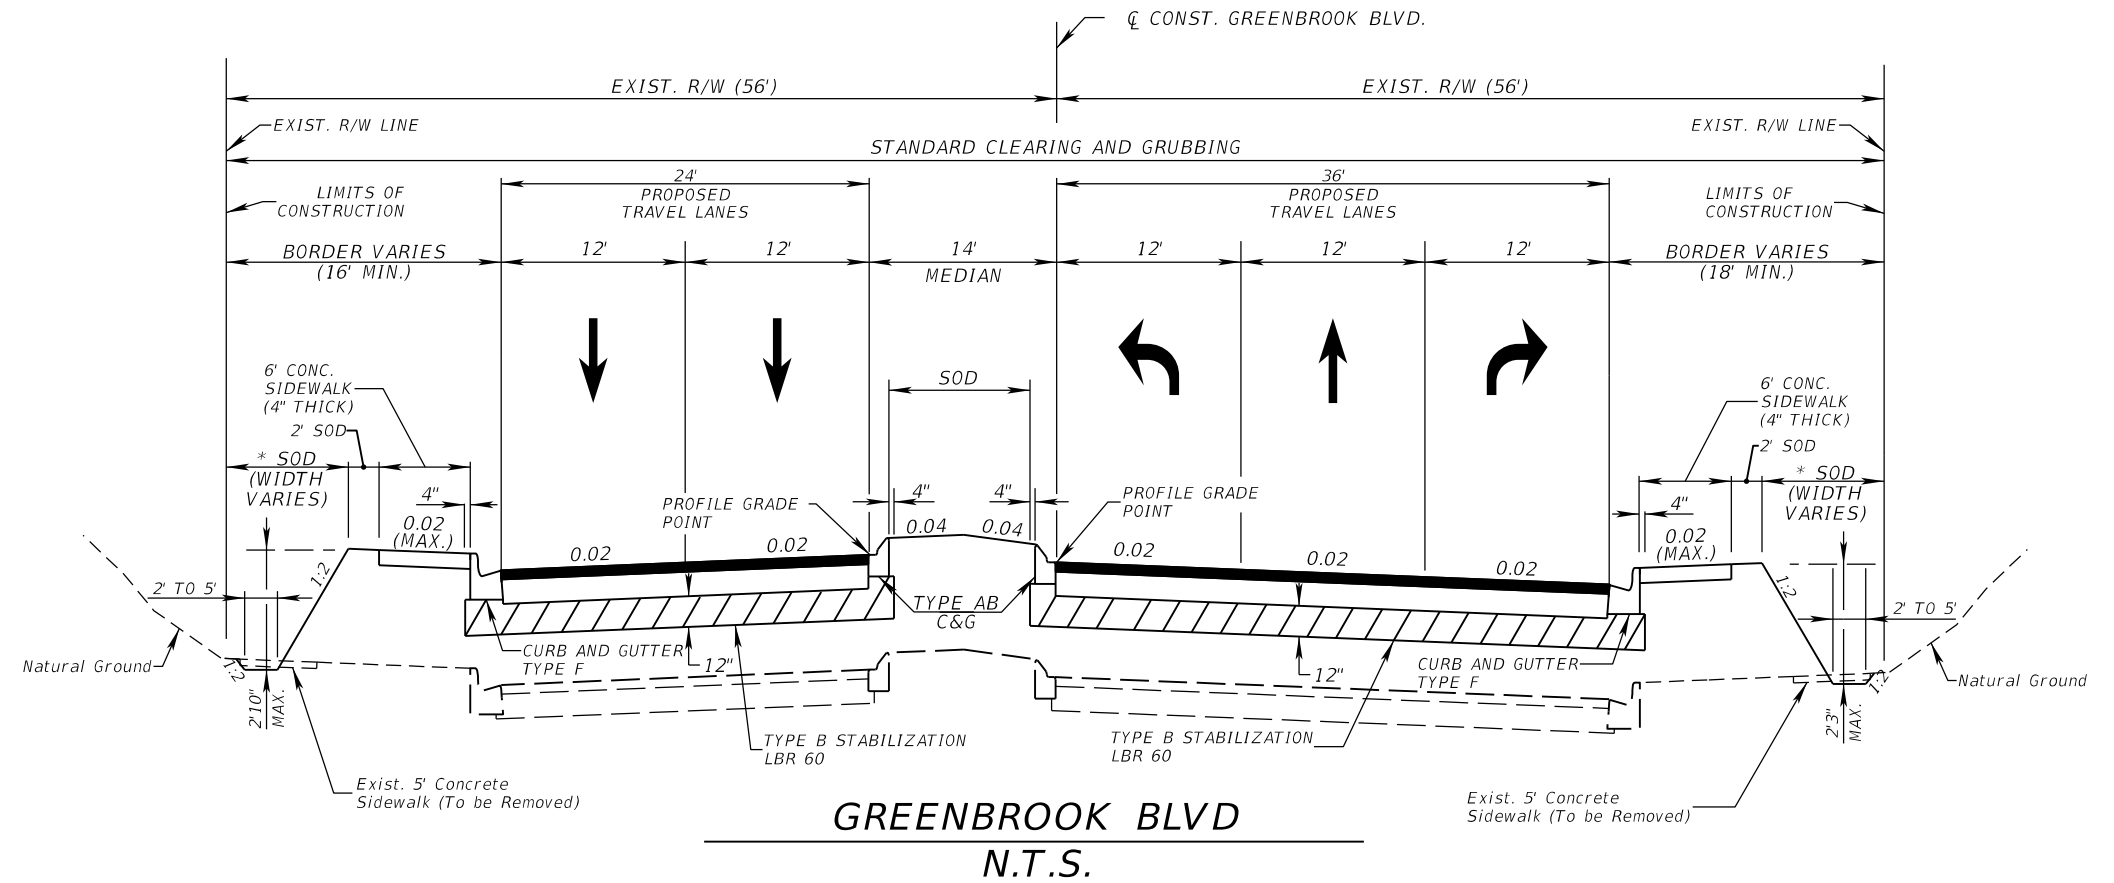 ℄ CONST. GREENBROOK BLVD.
EXIST. R/W (56')
EXIST. R/W (56')
EXIST. R/W LINE
EXIST. R/W LINE
STANDARD CLEARING AND GRUBBING
LIMITS OF
CONSTRUCTION
24'
PROPOSED
TRAVEL LANES
36'
PROPOSED
TRAVEL LANES
LIMITS OF
CONSTRUCTION
BORDER VARIES
(16' MIN.)
12'
12'
14'
MEDIAN
12'
12'
12'
BORDER VARIES
(18' MIN.)
6' CONC.
SIDEWALK
(4" THICK)
2' SOD
* SOD
(WIDTH
VARIES)
4"
0.02
(MAX.)
SOD
6' CONC.
SIDEWALK
(4" THICK)
2' SOD
* SOD
(WIDTH
VARIES)
4"
0.02
(MAX.)
PROFILE GRADE
POINT
4"
4"
PROFILE GRADE
POINT
0.04
0.04
0.02
0.02
0.02
0.02
0.02
1:2
1:2
2' TO 5'
2' TO 5'
TYPE AB
C&G
Natural Ground
1:2
2'10"
MAX.
CURB AND GUTTER
TYPE F
12"
12"
CURB AND GUTTER
TYPE F
1:2
2'3"
MAX.
Natural Ground
TYPE B STABILIZATION
LBR 60
TYPE B STABILIZATION
LBR 60
Exist. 5' Concrete
Sidewalk (To be Removed)
Exist. 5' Concrete
Sidewalk (To be Removed)
GREENBROOK BLVD
N.T.S.